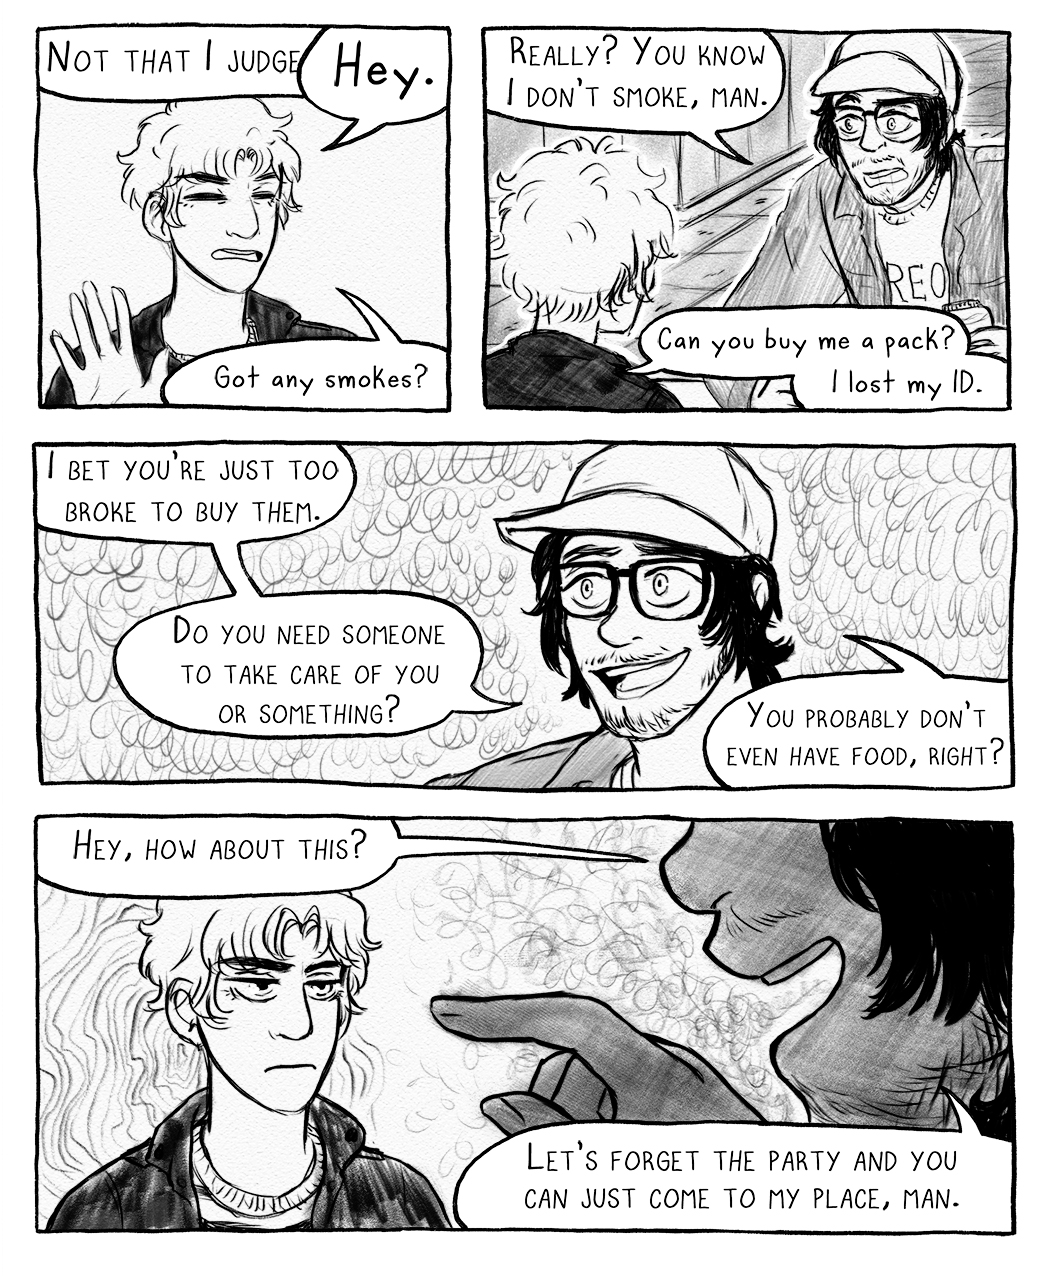 NOT THAT I JUDGE
Hey.
Got any smokes?
REALLY? YOU KNOW
I DON'T SMOKE, MAN.
REO
Can you buy me a pack?
I lost my ID.
I BET YOU'RE JUST TOO
BROKE TO BUY THEM.
DO YOU NEED SOMEONE
TO TAKE CARE OF YOU
OR SOMETHING?
YOU PROBABLY DON'T
EVEN HAVE FOOD, RIGHT?
HEY, HOW ABOUT THIS?
LET'S FORGET THE PARTY AND YOU
CAN JUST COME TO MY PLACE, MAN.